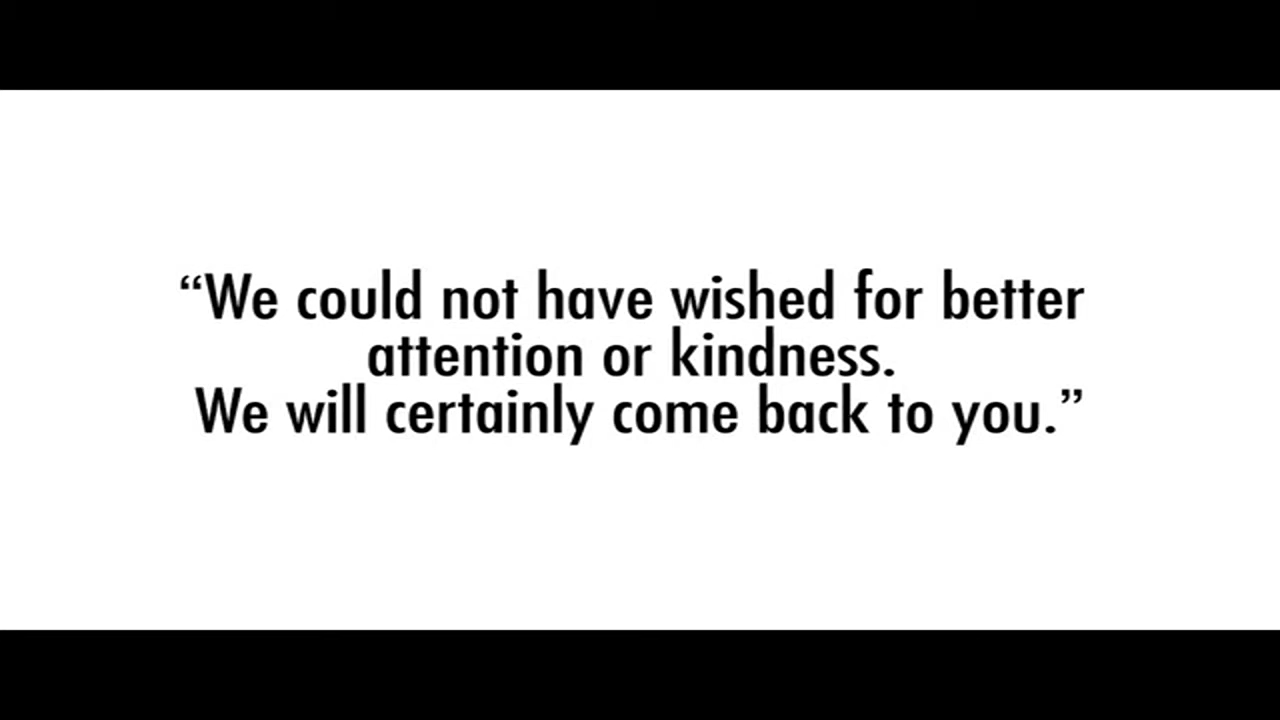 “We could not have wished for better
attention or kindness.
We will certainly come back to you.”